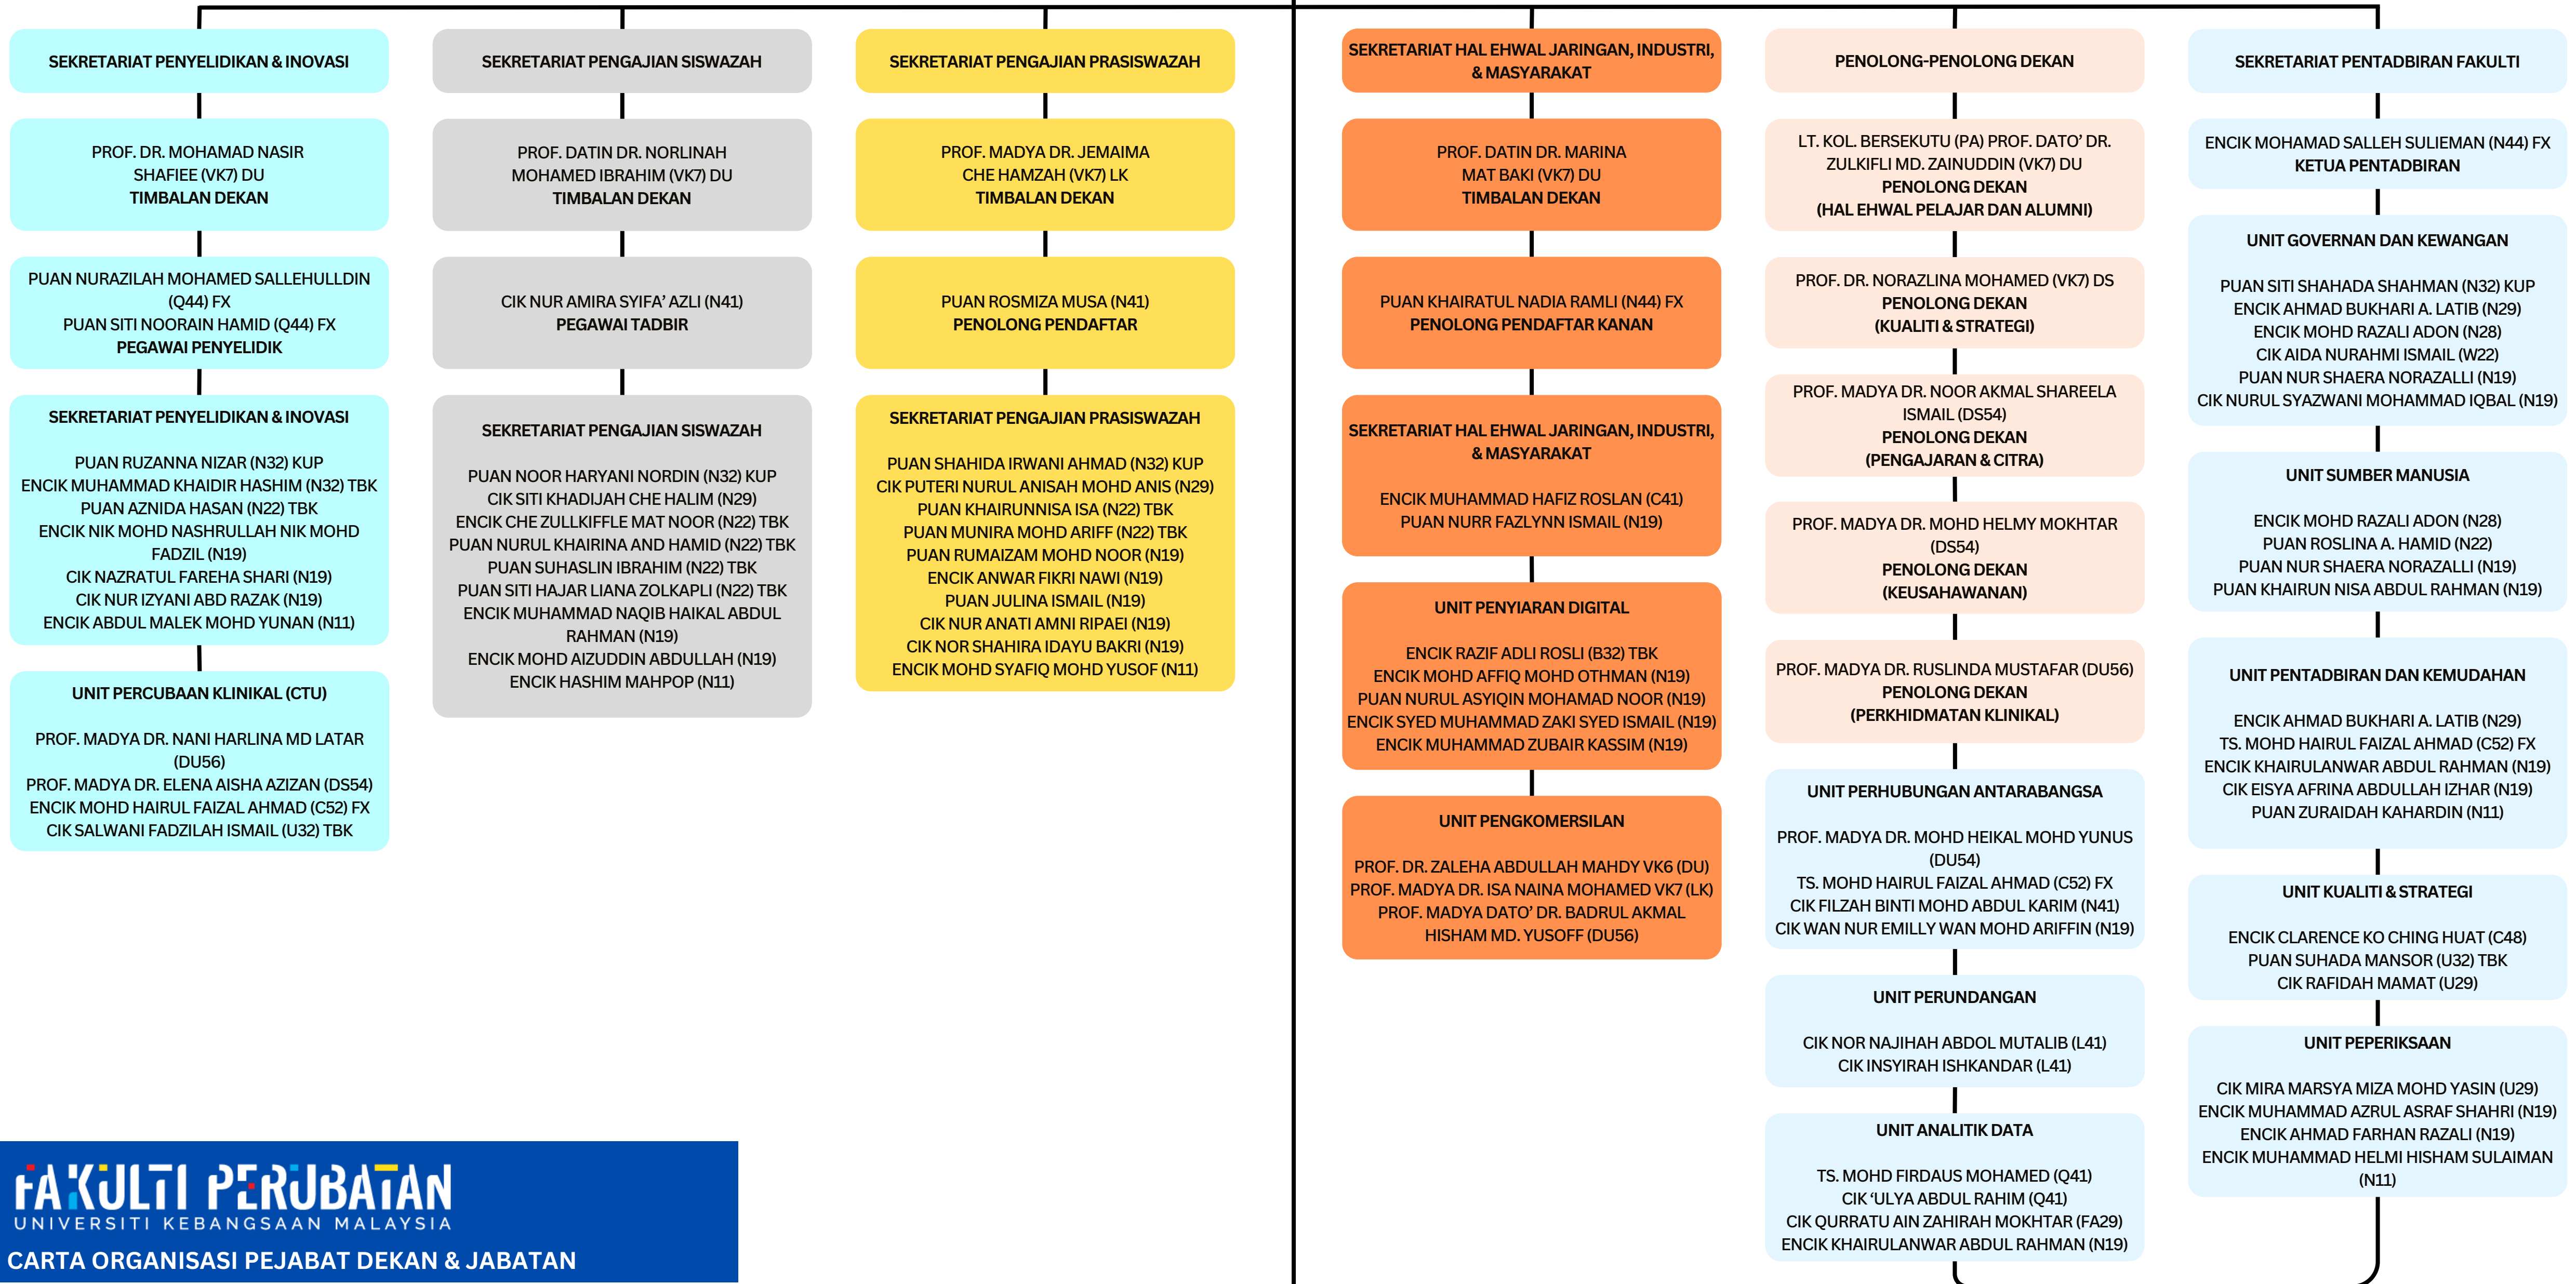 SEKRETARIAT PENYELIDIKAN & INOVASI
PROF. DR. MOHAMAD NASIR
SHAFIEE (VK7) DU
TIMBALAN DEKAN
PUAN NURAZILAH MOHAMED SALLEHULLDIN
(Q44) FX
PUAN SITI NOORAIN HAMID (Q44) FX
PEGAWAI PENYELIDIK
SEKRETARIAT PENYELIDIKAN & INOVASI
PUAN RUZANNA NIZAR (N32) KUP
ENCIK MUHAMMAD KHAIDIR HASHIM (N32) TBK
PUAN AZNIDA HASAN (N22) TBK
ENCIK NIK MOHD NASHRULLAH NIK MOHD
FADZIL (N19)
CIK NAZRATUL FAREHA SHARI (N19)
CIK NUR IZYANI ABD RAZAK (N19)
ENCIK ABDUL MALEK MOHD YUNAN (N11)
UNIT PERCUBAAN KLINIKAL (CTU)
PROF. MADYA DR. NANI HARLINA MD LATAR
(DU56)
PROF. MADYA DR. ELENA AISHA AZIZAN (DS54)
ENCIK MOHD HAIRUL FAIZAL AHMAD (C52) FX
CIK SALWANI FADZILAH ISMAIL (U32) TBK
SEKRETARIAT PENGAJIAN SISWAZAH
PROF. DATIN DR. NORLINAH
MOHAMED IBRAHIM (VK7) DU
TIMBALAN DEKAN
CIK NUR AMIRA SYIFA’ AZLI (N41)
PEGAWAI TADBIR
SEKRETARIAT PENGAJIAN SISWAZAH
PUAN NOOR HARYANI NORDIN (N32) KUP
CIK SITI KHADIJAH CHE HALIM (N29)
ENCIK CHE ZULLKIFFLE MAT NOOR (N22) TBK
PUAN NURUL KHAIRINA AND HAMID (N22) TBK
PUAN SUHASLIN IBRAHIM (N22) TBK
PUAN SITI HAJAR LIANA ZOLKAPLI (N22) TBK
ENCIK MUHAMMAD NAQIB HAIKAL ABDUL
RAHMAN (N19)
ENCIK MOHD AIZUDDIN ABDULLAH (N19)
ENCIK HASHIM MAHPOP (N11)
SEKRETARIAT PENGAJIAN PRASISWAZAH
PROF. MADYA DR. JEMAIMA
CHE HAMZAH (VK7) LK
TIMBALAN DEKAN
PUAN ROSMIZA MUSA (N41)
PENOLONG PENDAFTAR
SEKRETARIAT PENGAJIAN PRASISWAZAH
PUAN SHAHIDA IRWANI AHMAD (N32) KUP
CIK PUTERI NURUL ANISAH MOHD ANIS (N29)
PUAN KHAIRUNNISA ISA (N22) TBK
PUAN MUNIRA MOHD ARIFF (N22) TBK
PUAN RUMAIZAM MOHD NOOR (N19)
ENCIK ANWAR FIKRI NAWI (N19)
PUAN JULINA ISMAIL (N19)
CIK NUR ANATI AMNI RIPAEI (N19)
CIK NOR SHAHIRA IDAYU BAKRI (N19)
ENCIK MOHD SYAFIQ MOHD YUSOF (N11)
SEKRETARIAT HAL EHWAL JARINGAN, INDUSTRI,
& MASYARAKAT
PROF. DATIN DR. MARINA
MAT BAKI (VK7) DU
TIMBALAN DEKAN
PUAN KHAIRATUL NADIA RAMLI (N44) FX
PENOLONG PENDAFTAR KANAN
SEKRETARIAT HAL EHWAL JARINGAN, INDUSTRI,
& MASYARAKAT
ENCIK MUHAMMAD HAFIZ ROSLAN (C41)
PUAN NURR FAZLYNN ISMAIL (N19)
UNIT PENYIARAN DIGITAL
ENCIK RAZIF ADLI ROSLI (B32) TBK
ENCIK MOHD AFFIQ MOHD OTHMAN (N19)
PUAN NURUL ASYIQIN MOHAMAD NOOR (N19)
ENCIK SYED MUHAMMAD ZAKI SYED ISMAIL (N19)
ENCIK MUHAMMAD ZUBAIR KASSIM (N19)
UNIT PENGKOMERSILAN
PROF. DR. ZALEHA ABDULLAH MAHDY VK6 (DU)
PROF. MADYA DR. ISA NAINA MOHAMED VK7 (LK)
PROF. MADYA DATO’ DR. BADRUL AKMAL
HISHAM MD. YUSOFF (DU56)
PENOLONG-PENOLONG DEKAN
LT. KOL. BERSEKUTU (PA) PROF. DATO’ DR.
ZULKIFLI MD. ZAINUDDIN (VK7) DU
PENOLONG DEKAN
(HAL EHWAL PELAJAR DAN ALUMNI)
PROF. DR. NORAZLINA MOHAMED (VK7) DS
PENOLONG DEKAN
(KUALITI & STRATEGI)
PROF. MADYA DR. NOOR AKMAL SHAREELA
ISMAIL (DS54)
PENOLONG DEKAN
(PENGAJARAN & CITRA)
PROF. MADYA DR. MOHD HELMY MOKHTAR
(DS54)
PENOLONG DEKAN
(KEUSAHAWANAN)
PROF. MADYA DR. RUSLINDA MUSTAFAR (DU56)
PENOLONG DEKAN
(PERKHIDMATAN KLINIKAL)
UNIT PERHUBUNGAN ANTARABANGSA
PROF. MADYA DR. MOHD HEIKAL MOHD YUNUS
(DU54)
TS. MOHD HAIRUL FAIZAL AHMAD (C52) FX
CIK FILZAH BINTI MOHD ABDUL KARIM (N41)
CIK WAN NUR EMILLY WAN MOHD ARIFFIN (N19)
UNIT PERUNDANGAN
CIK NOR NAJIHAH ABDOL MUTALIB (L41)
CIK INSYIRAH ISHKANDAR (L41)
UNIT ANALITIK DATA
TS. MOHD FIRDAUS MOHAMED (Q41)
CIK ‘ULYA ABDUL RAHIM (Q41)
CIK QURRATU AIN ZAHIRAH MOKHTAR (FA29)
ENCIK KHAIRULANWAR ABDUL RAHMAN (N19)
SEKRETARIAT PENTADBIRAN FAKULTI
ENCIK MOHAMAD SALLEH SULIEMAN (N44) FX
KETUA PENTADBIRAN
UNIT GOVERNAN DAN KEWANGAN
PUAN SITI SHAHADA SHAHMAN (N32) KUP
ENCIK AHMAD BUKHARI A. LATIB (N29)
ENCIK MOHD RAZALI ADON (N28)
CIK AIDA NURAHMI ISMAIL (W22)
PUAN NUR SHAERA NORAZALLI (N19)
CIK NURUL SYAZWANI MOHAMMAD IQBAL (N19)
UNIT SUMBER MANUSIA
ENCIK MOHD RAZALI ADON (N28)
PUAN ROSLINA A. HAMID (N22)
PUAN NUR SHAERA NORAZALLI (N19)
PUAN KHAIRUN NISA ABDUL RAHMAN (N19)
UNIT PENTADBIRAN DAN KEMUDAHAN
ENCIK AHMAD BUKHARI A. LATIB (N29)
TS. MOHD HAIRUL FAIZAL AHMAD (C52) FX
ENCIK KHAIRULANWAR ABDUL RAHMAN (N19)
CIK EISYA AFRINA ABDULLAH IZHAR (N19)
PUAN ZURAIDAH KAHARDIN (N11)
UNIT KUALITI & STRATEGI
ENCIK CLARENCE KO CHING HUAT (C48)
PUAN SUHADA MANSOR (U32) TBK
CIK RAFIDAH MAMAT (U29)
UNIT PEPERIKSAAN
CIK MIRA MARSYA MIZA MOHD YASIN (U29)
ENCIK MUHAMMAD AZRUL ASRAF SHAHRI (N19)
ENCIK AHMAD FARHAN RAZALI (N19)
ENCIK MUHAMMAD HELMI HISHAM SULAIMAN
(N11)
FAKULTI PERUBATAN
UNIVERSITI KEBANGSAAN MALAYSIA
CARTA ORGANISASI PEJABAT DEKAN & JABATAN